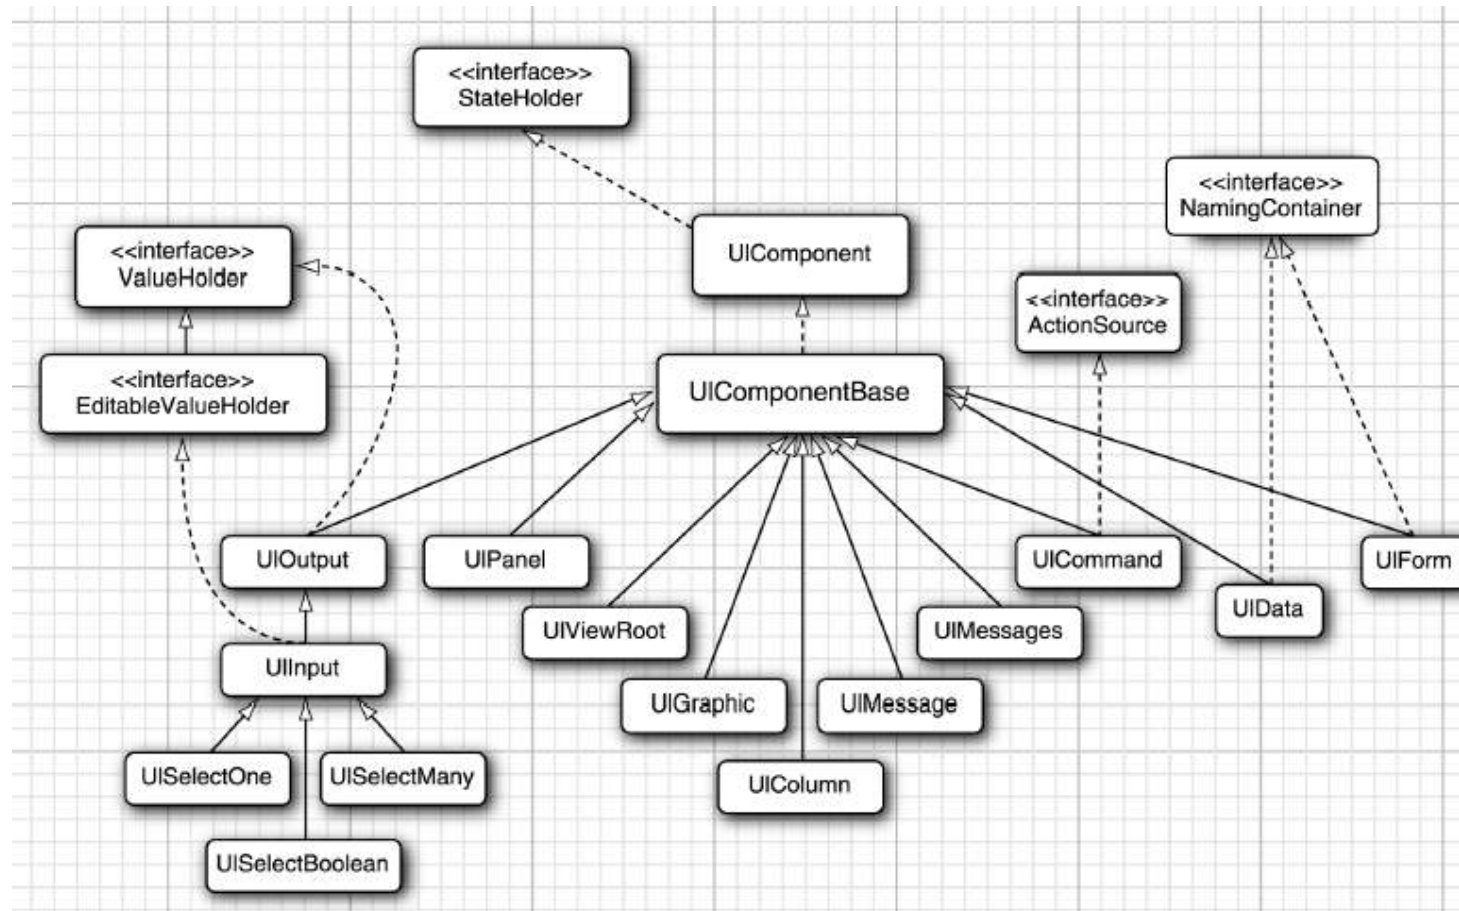 <<interface>>
StateHolder
<<interface>>
NamingContainer
<<interface>>
ValueHolder
UIComponent
<<interface>>
ActionSource
<<interface>>
EditableValueHolder
UIComponentBase
UIOutput
UIPanel
UICommand
UIForm
UIData
UIViewRoot
UIMessages
UIInput
UIGraphic
UIMessage
UISelectOne
UISelectMany
UIColumn
UISelectBoolean